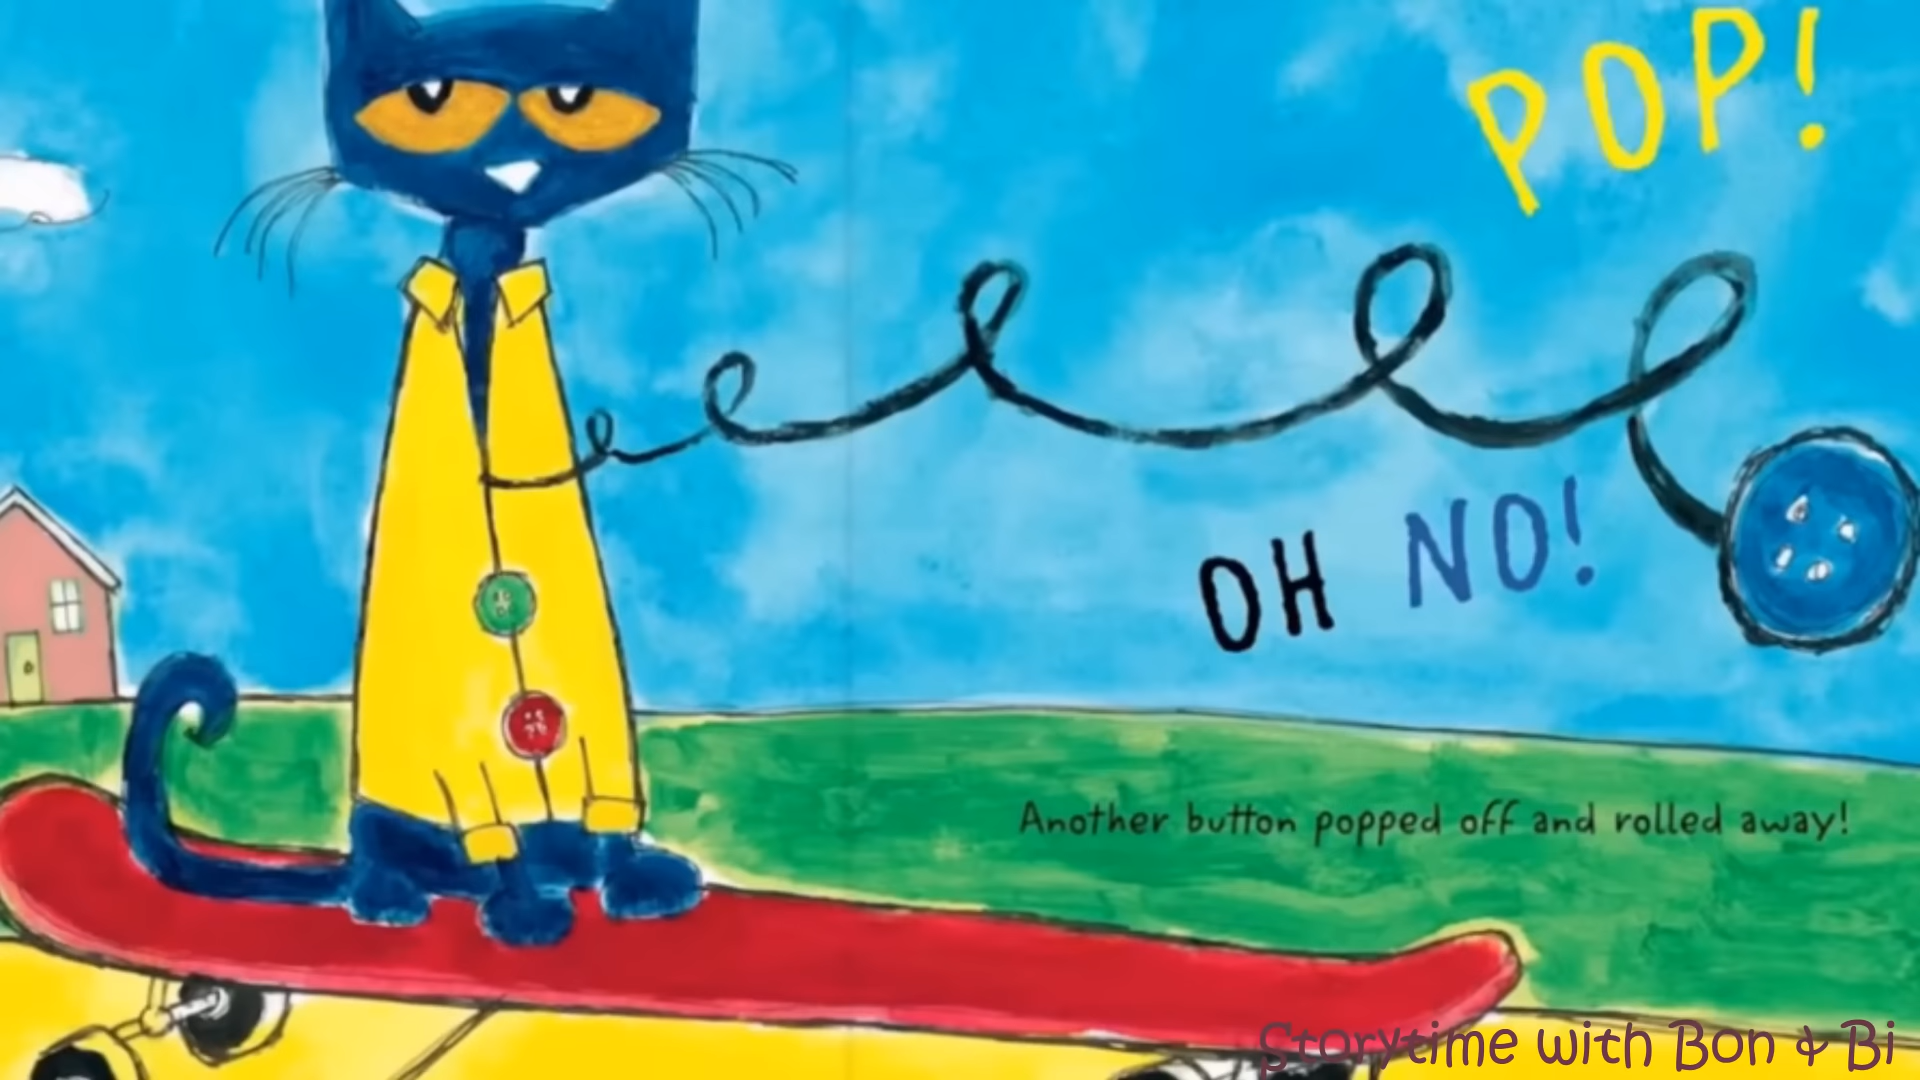 POP!
OH NO!
Another button popped off and rolled away!
Storytime with Bon & Bi